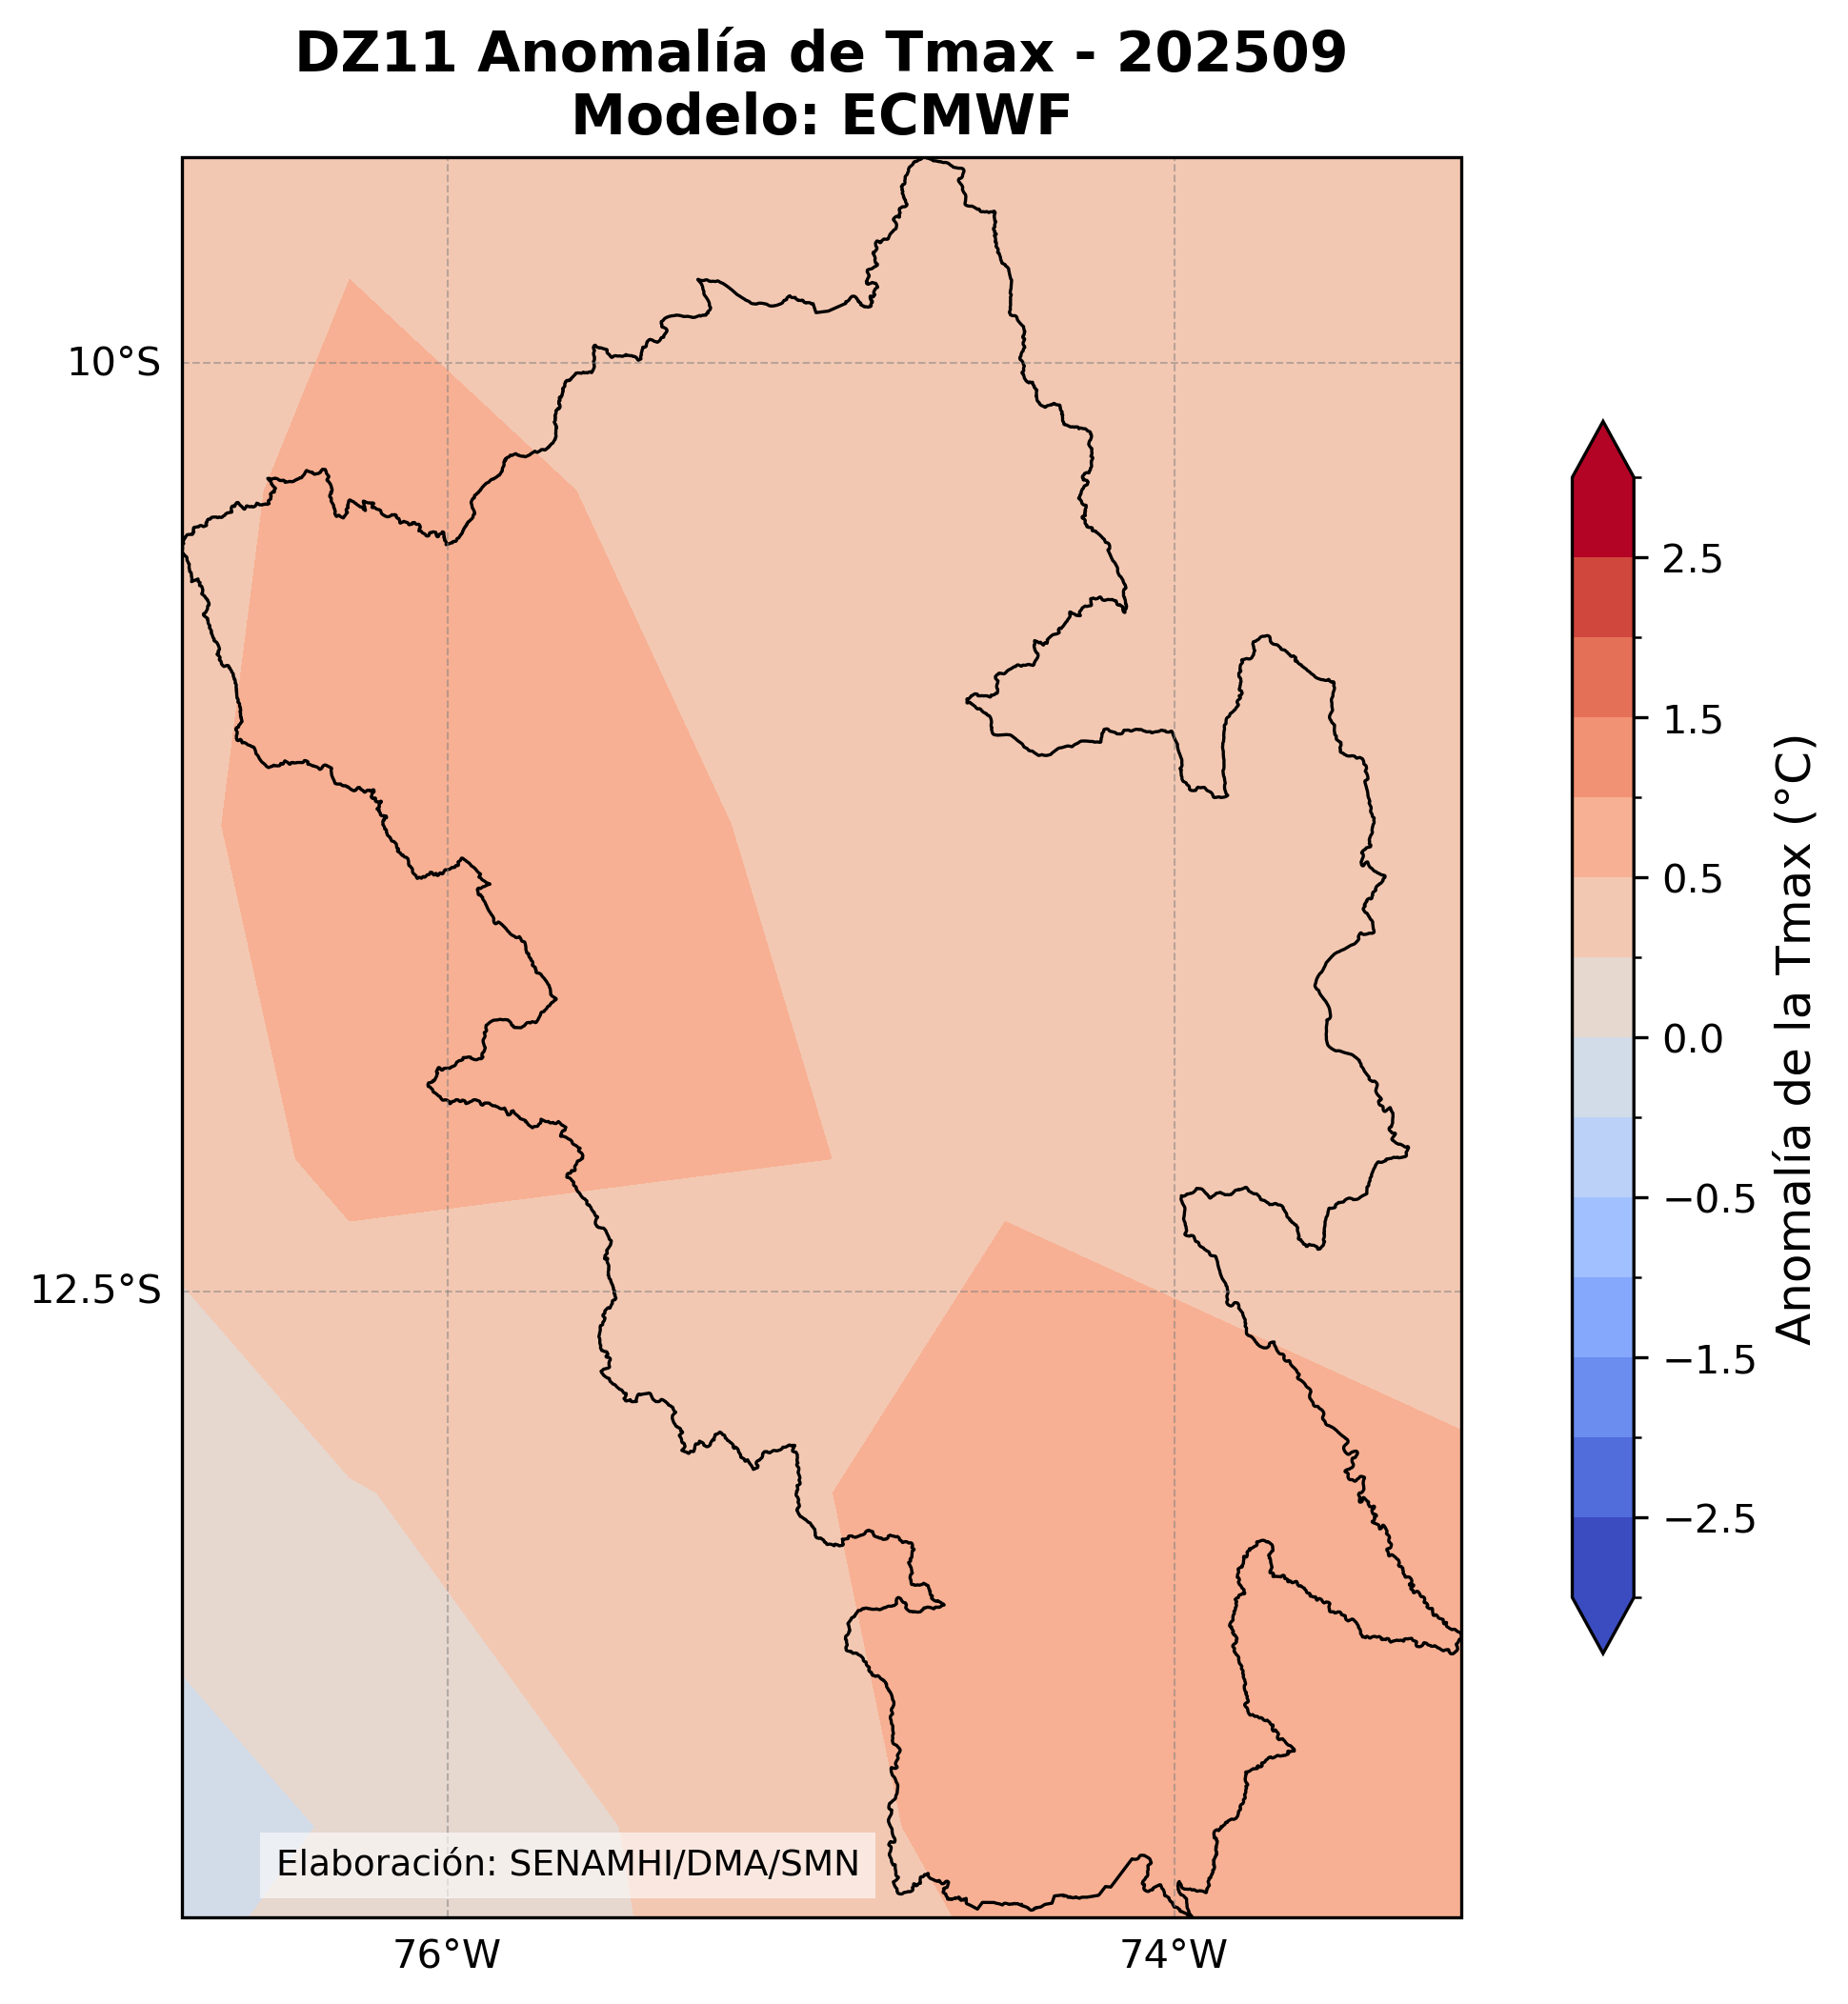 DZ11 Anomalía de Tmax - 202509
Modelo: ECMWF
10°S
12.5°S
76°W
74°W
Elaboración: SENAMHI/DMA/SMN
2.5
1.5
0.5
0.0
−0.5
−1.5
−2.5
Anomalía de la Tmax (°C)